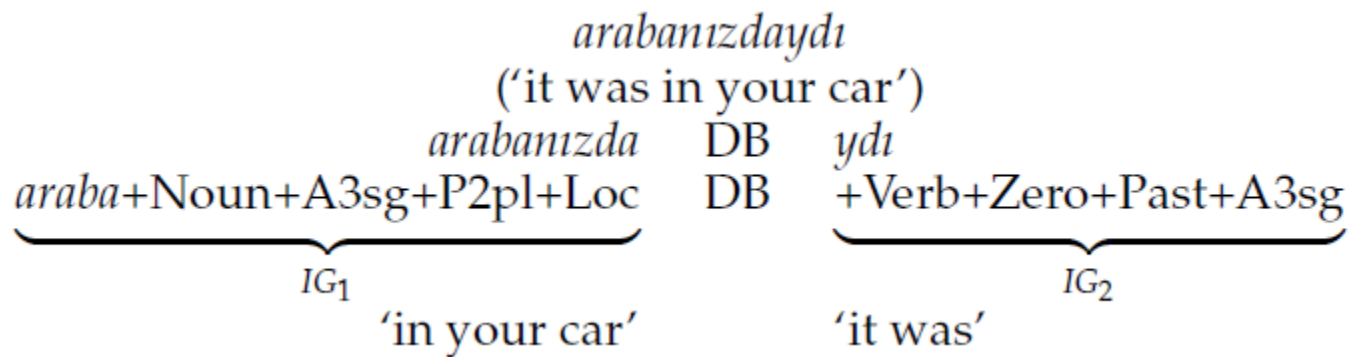 arabanızdaydı
(‘it was in your car’)
arabanızda DB ydı
araba+Noun+A3sg+P2pl+Loc DB +Verb+Zero+Past+A3sg
IG1 IG2
‘in your car’ ‘it was’